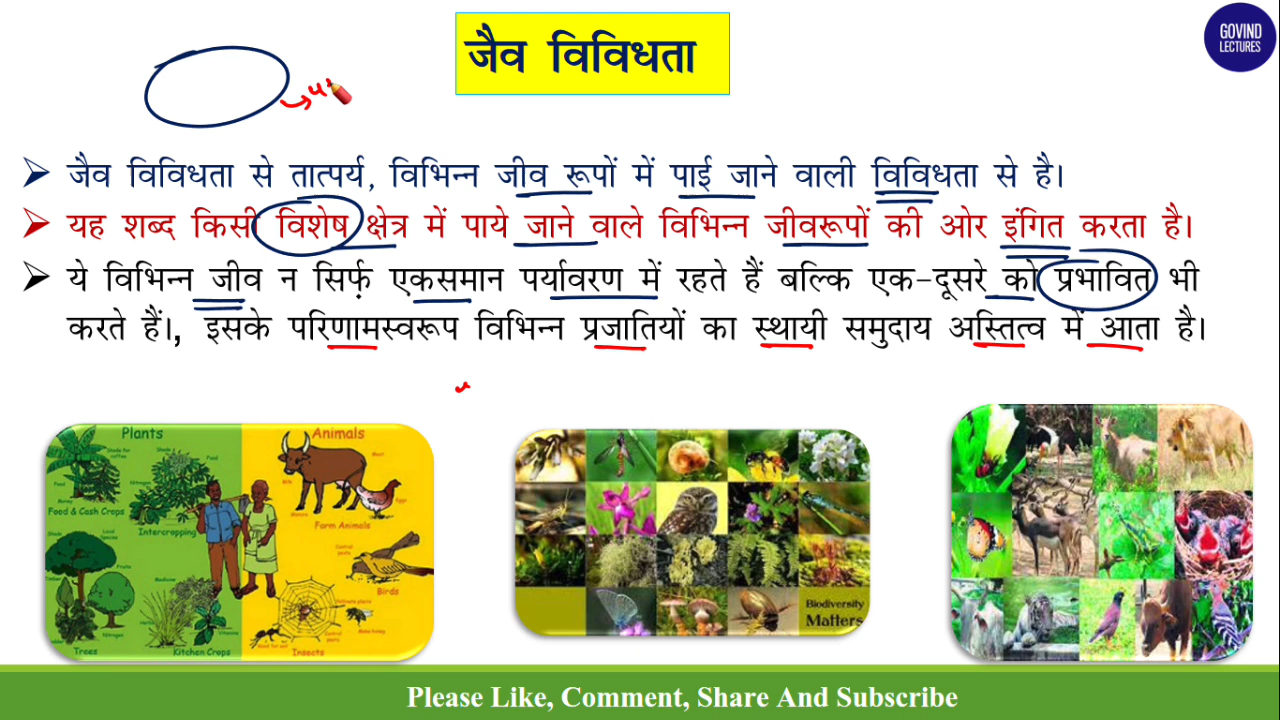 जैव विविधता
GOVIND
LECTURES
जैव विविधता से तात्पर्य, विभिन्न जीव रूपों में पाई जाने वाली विविधता से है।
यह शब्द किसी विशेष क्षेत्र में पाये जाने वाले विभिन्न जीवरूपों की ओर इंगित करता है।
ये विभिन्न जीव न सिर्फ़ एकसमान पर्यावरण में रहते हैं बल्कि एक-दूसरे को प्रभावित भी
करते हैं।, इसके परिणामस्वरूप विभिन्न प्रजातियों का स्थायी समुदाय अस्तित्व में आता है।
Plants
Animals
Food & Cash Crops
Intercropping
Farm Animals
Birds
Trees
Kitchen Crops
Insects
Biodiversity
Matters
Please Like, Comment, Share And Subscribe